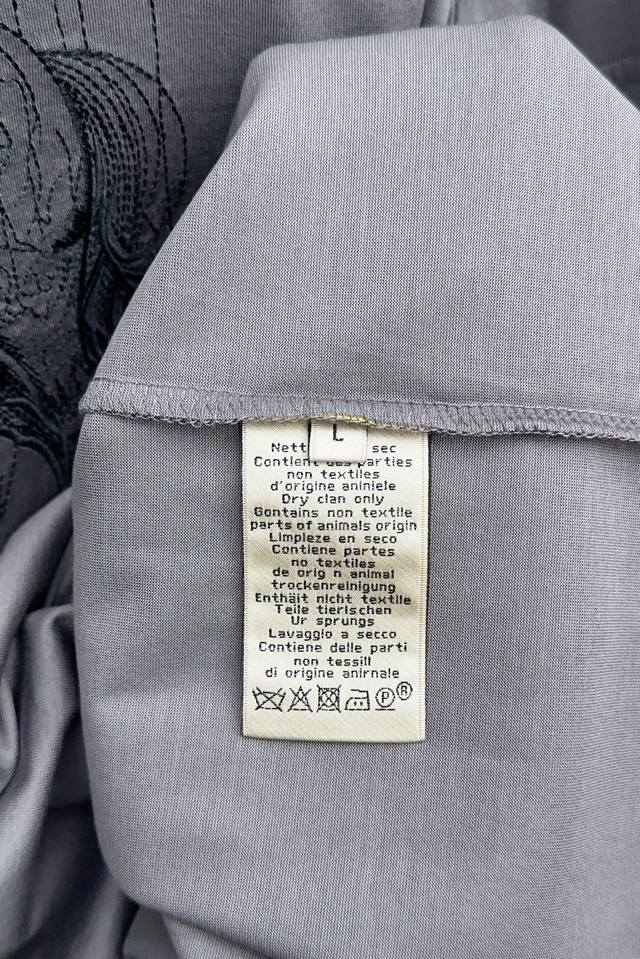 L
Nett sec
Contient des parties
non textiles
d'origine aniniele
Dry clan only
Gontains non textile
parts of animals origin
Limpieze en seco
Contiene partes
no textiles
de orig n animal
trockenreinigung
Enthäit nicht textile
Teile tierischen
Ur sprungs
Lavaggio a secco
Contiene delle parti
non tessill
di origine anirnale
P®